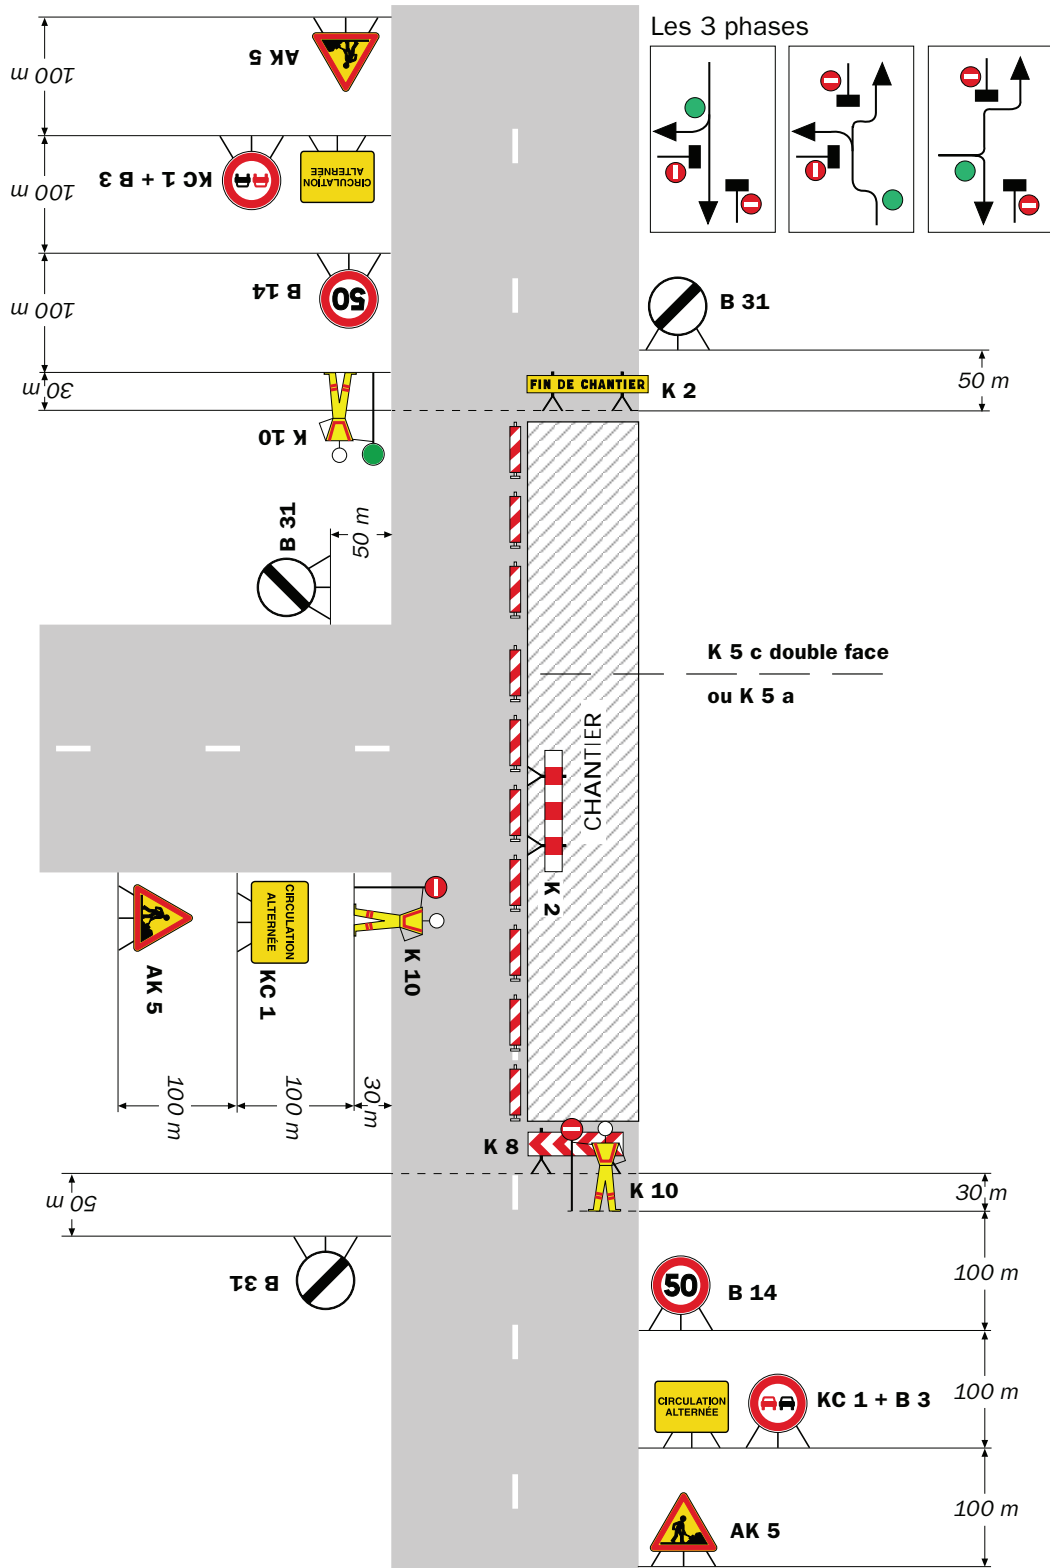 Les 3 phases
100 m
AK 5
100 m
KC 1 + B 3
CIRCULATION
ALTERNÉE
100 m
B 14
50
B 31
30 m
K 10
FIN DE CHANTIER
K 2
50 m
B 31
50 m
K 5 c double face
ou K 5 a
CHANTIER
K 2
AK 5
CIRCULATION
ALTERNÉE
KC 1
K 10
100 m
100 m
30 m
K 8
K 10
30 m
50 m
B 31
50
B 14
100 m
CIRCULATION
ALTERNÉE
KC 1 + B 3
100 m
AK 5
100 m